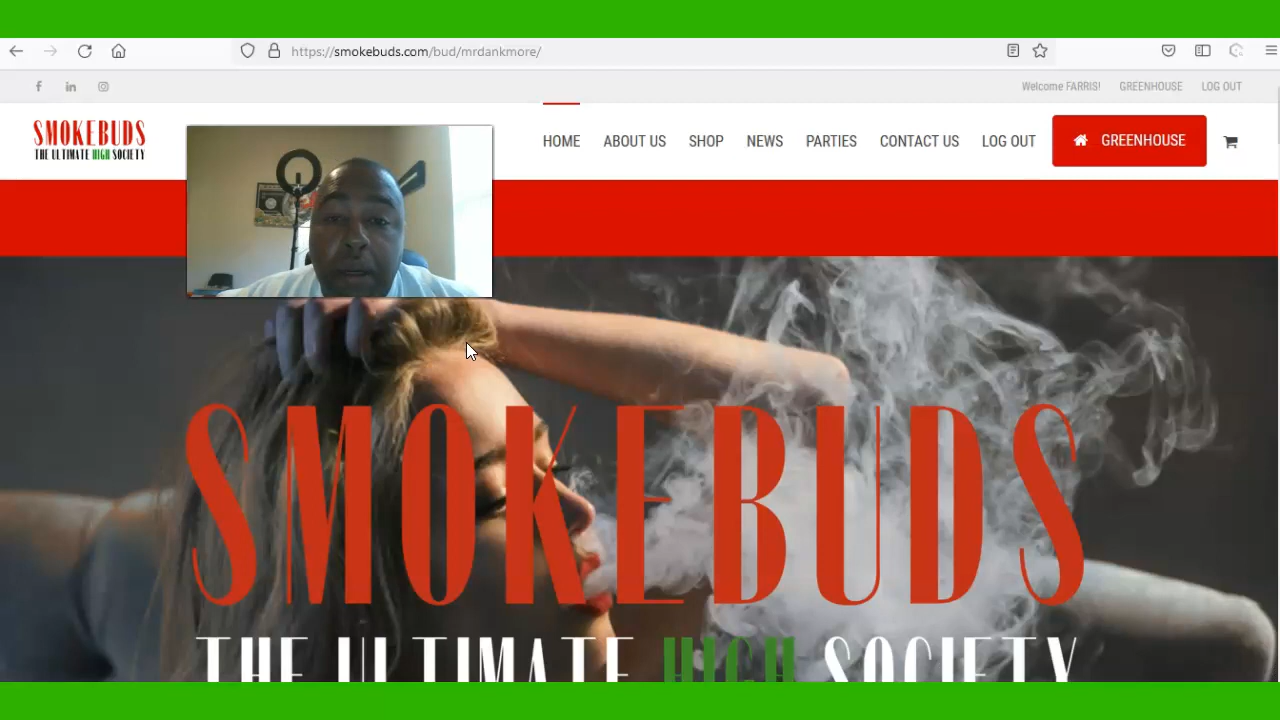 https://smokebuds.com/bud/mrdankmore/
Welcome FARRIS! GREENHOUSE LOG OUT
SMOKEBUDS
THE ULTIMATE HIGH SOCIETY
HOME ABOUT US SHOP NEWS PARTIES CONTACT US LOG OUT GREENHOUSE
SMOKEBUDS
THE ULTIMATE HIGH SOCIETY